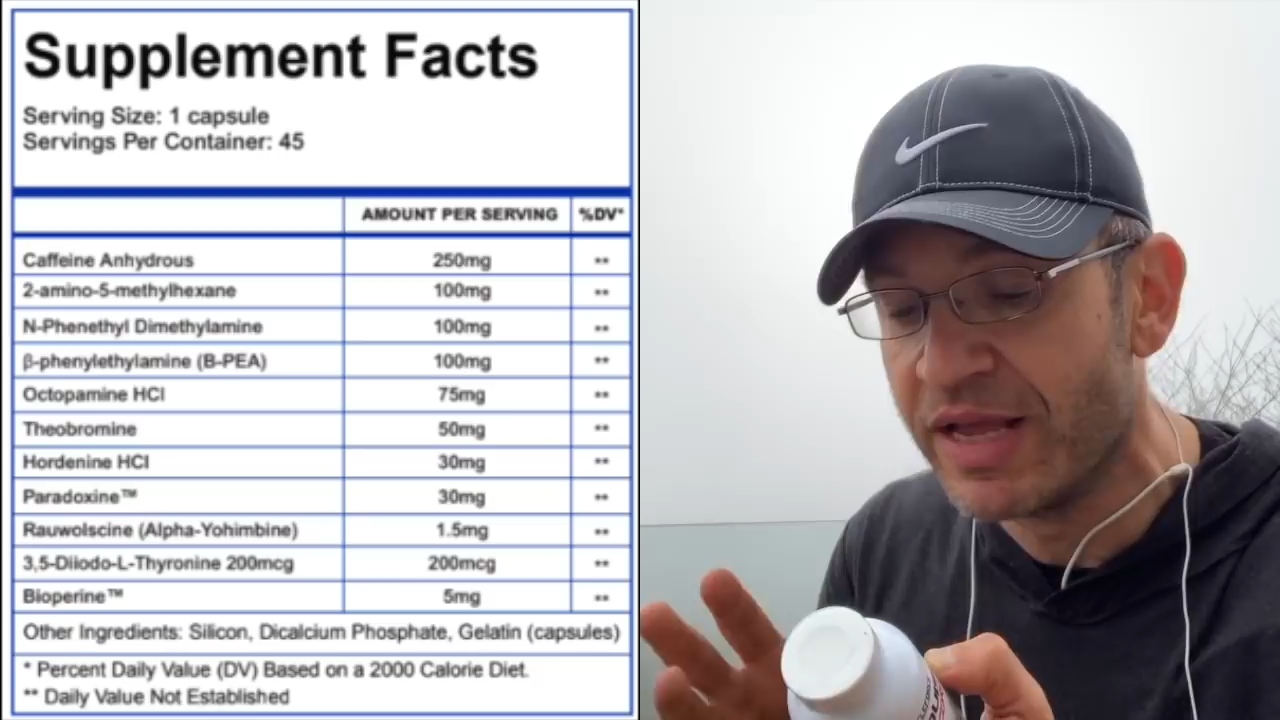 Supplement Facts
Serving Size: 1 capsule
Servings Per Container: 45
AMOUNT PER SERVING %DV*
Caffeine Anhydrous 250mg **
2-amino-5-methylhexane 100mg **
N-Phenethyl Dimethylamine 100mg **
β-phenylethylamine (B-PEA) 100mg **
Octopamine HCl 75mg **
Theobromine 50mg **
Hordenine HCl 30mg **
Paradoxine™ 30mg **
Rauwolscine (Alpha-Yohimbine) 1.5mg **
3,5-Diiodo-L-Thyronine 200mcg 200mcg **
Bioperine™ 5mg **
Other Ingredients: Silicon, Dicalcium Phosphate, Gelatin (capsules)
* Percent Daily Value (DV) Based on a 2000 Calorie Diet.
** Daily Value Not Established